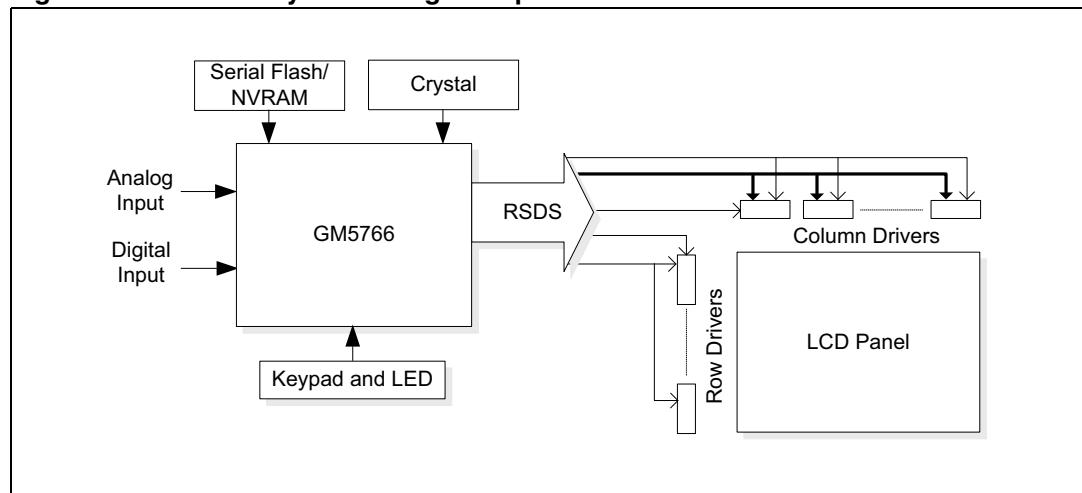 Serial Flash/
NVRAM
Crystal
Analog
Input
GM5766
RSDS
Digital
Input
Column Drivers
Row Drivers
LCD Panel
Keypad and LED